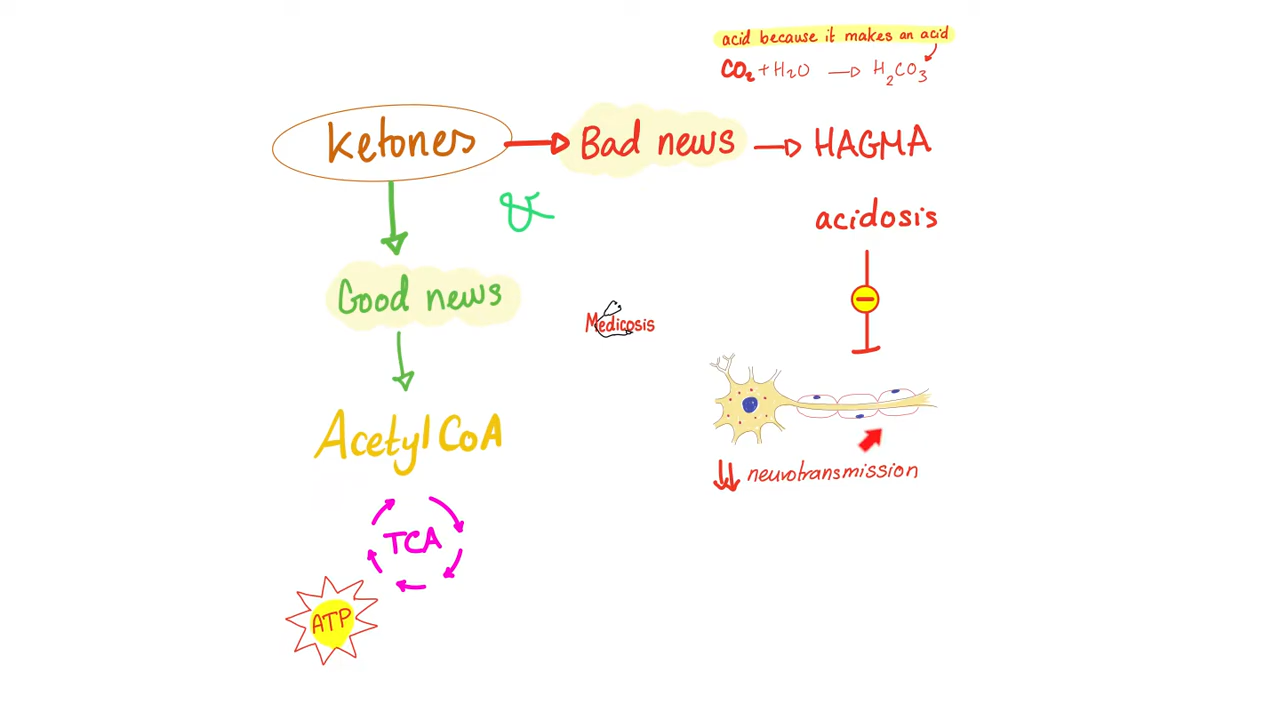 acid because it makes an acid
CO₂ + H₂O → H₂CO₃
Ketones → Bad news → HAGMA
&
acidosis
Good news
Medicosis
Acetyl CoA
↓↓ neurotransmission
TCA
ATP